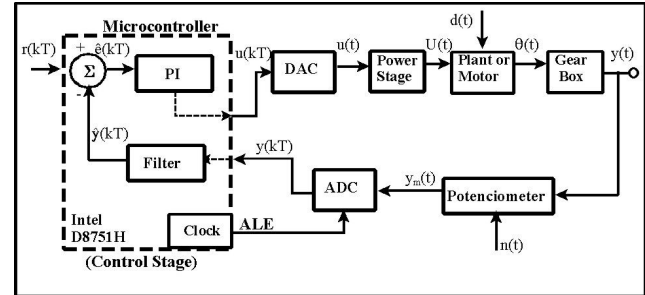 Microcontroller
d(t)
r(kT)
+
ê(kT)
Σ
-
PI
u(kT)
DAC
u(t)
Power
Stage
U(t)
Plant or
Motor
θ(t)
Gear
Box
y(t)
ŷ(kT)
Filter
y(kT)
ADC
ym(t)
Potenciometer
n(t)
Intel
D8751H
Clock
ALE
(Control Stage)